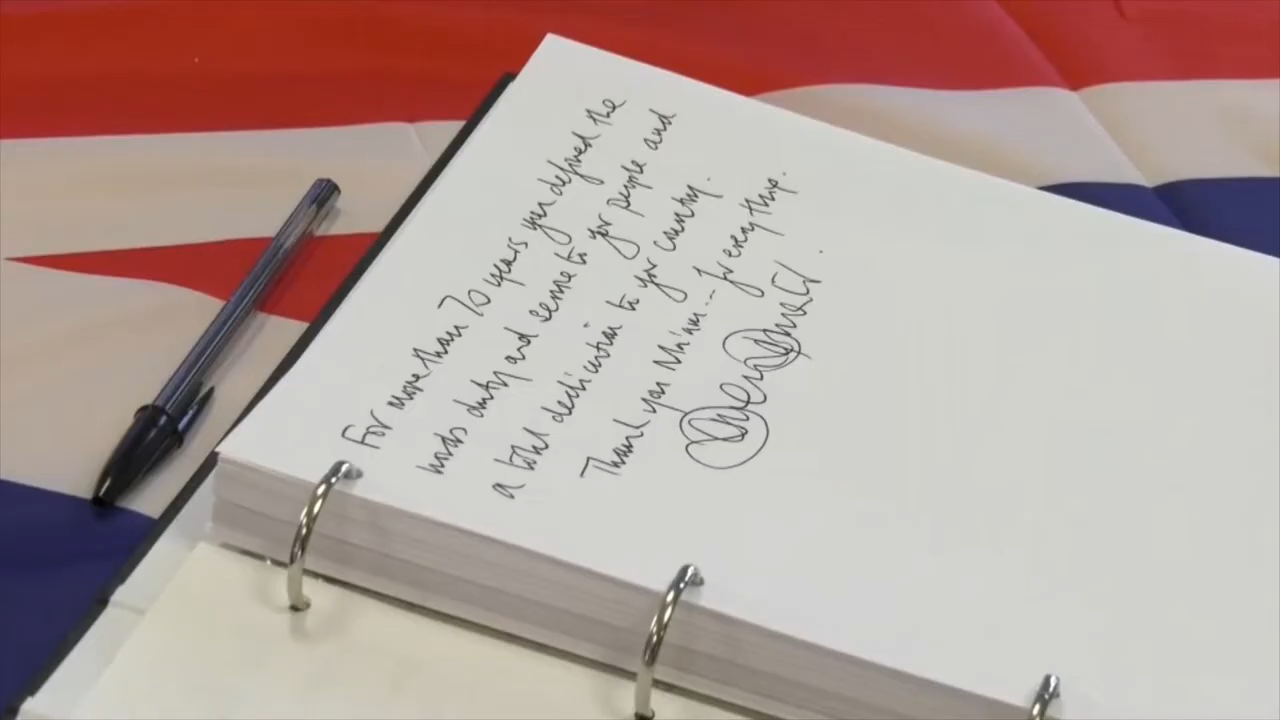 For more than 70 years you defined the
words duty and service to your people and
a total dedication to your country.
Thank you Ma'am -- for everything.